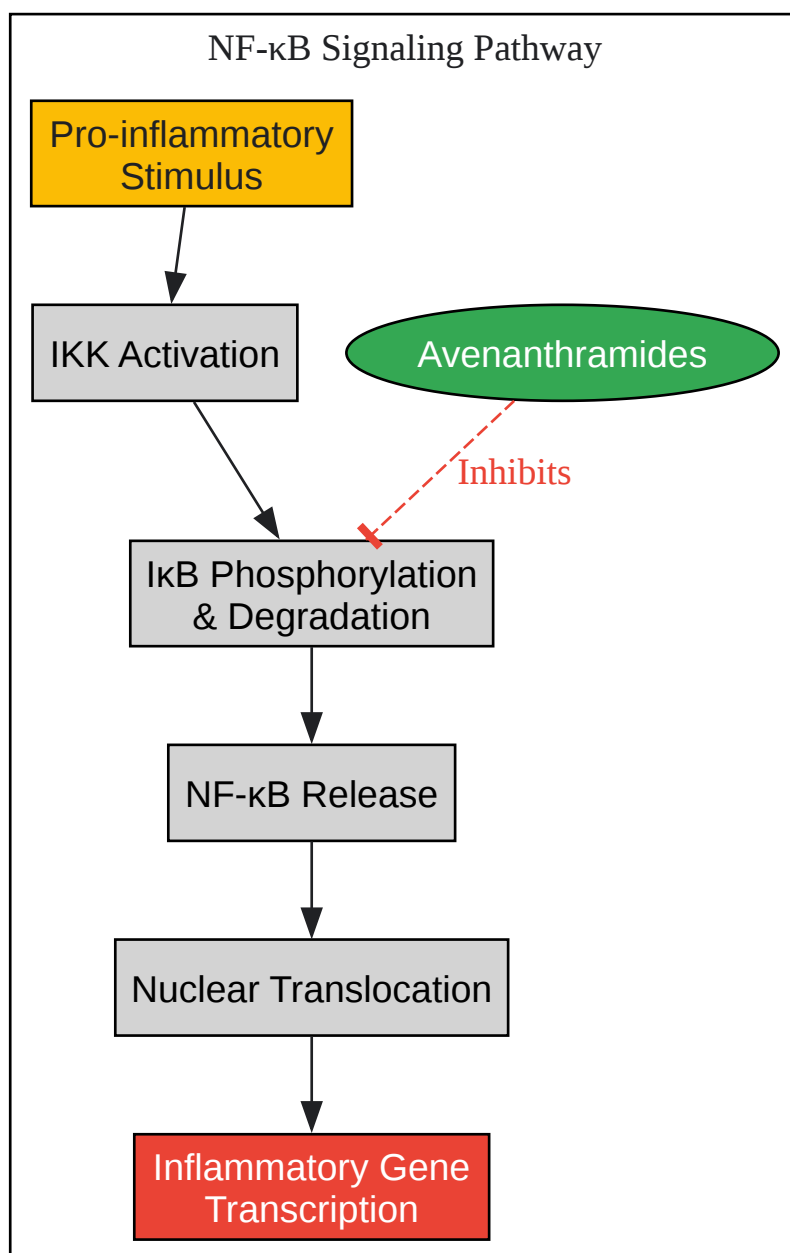 NF-κB Signaling Pathway
Pro-inflammatory
Stimulus
IKK Activation
Avenanthramides
Inhibits
IκB Phosphorylation
& Degradation
NF-κB Release
Nuclear Translocation
Inflammatory Gene
Transcription